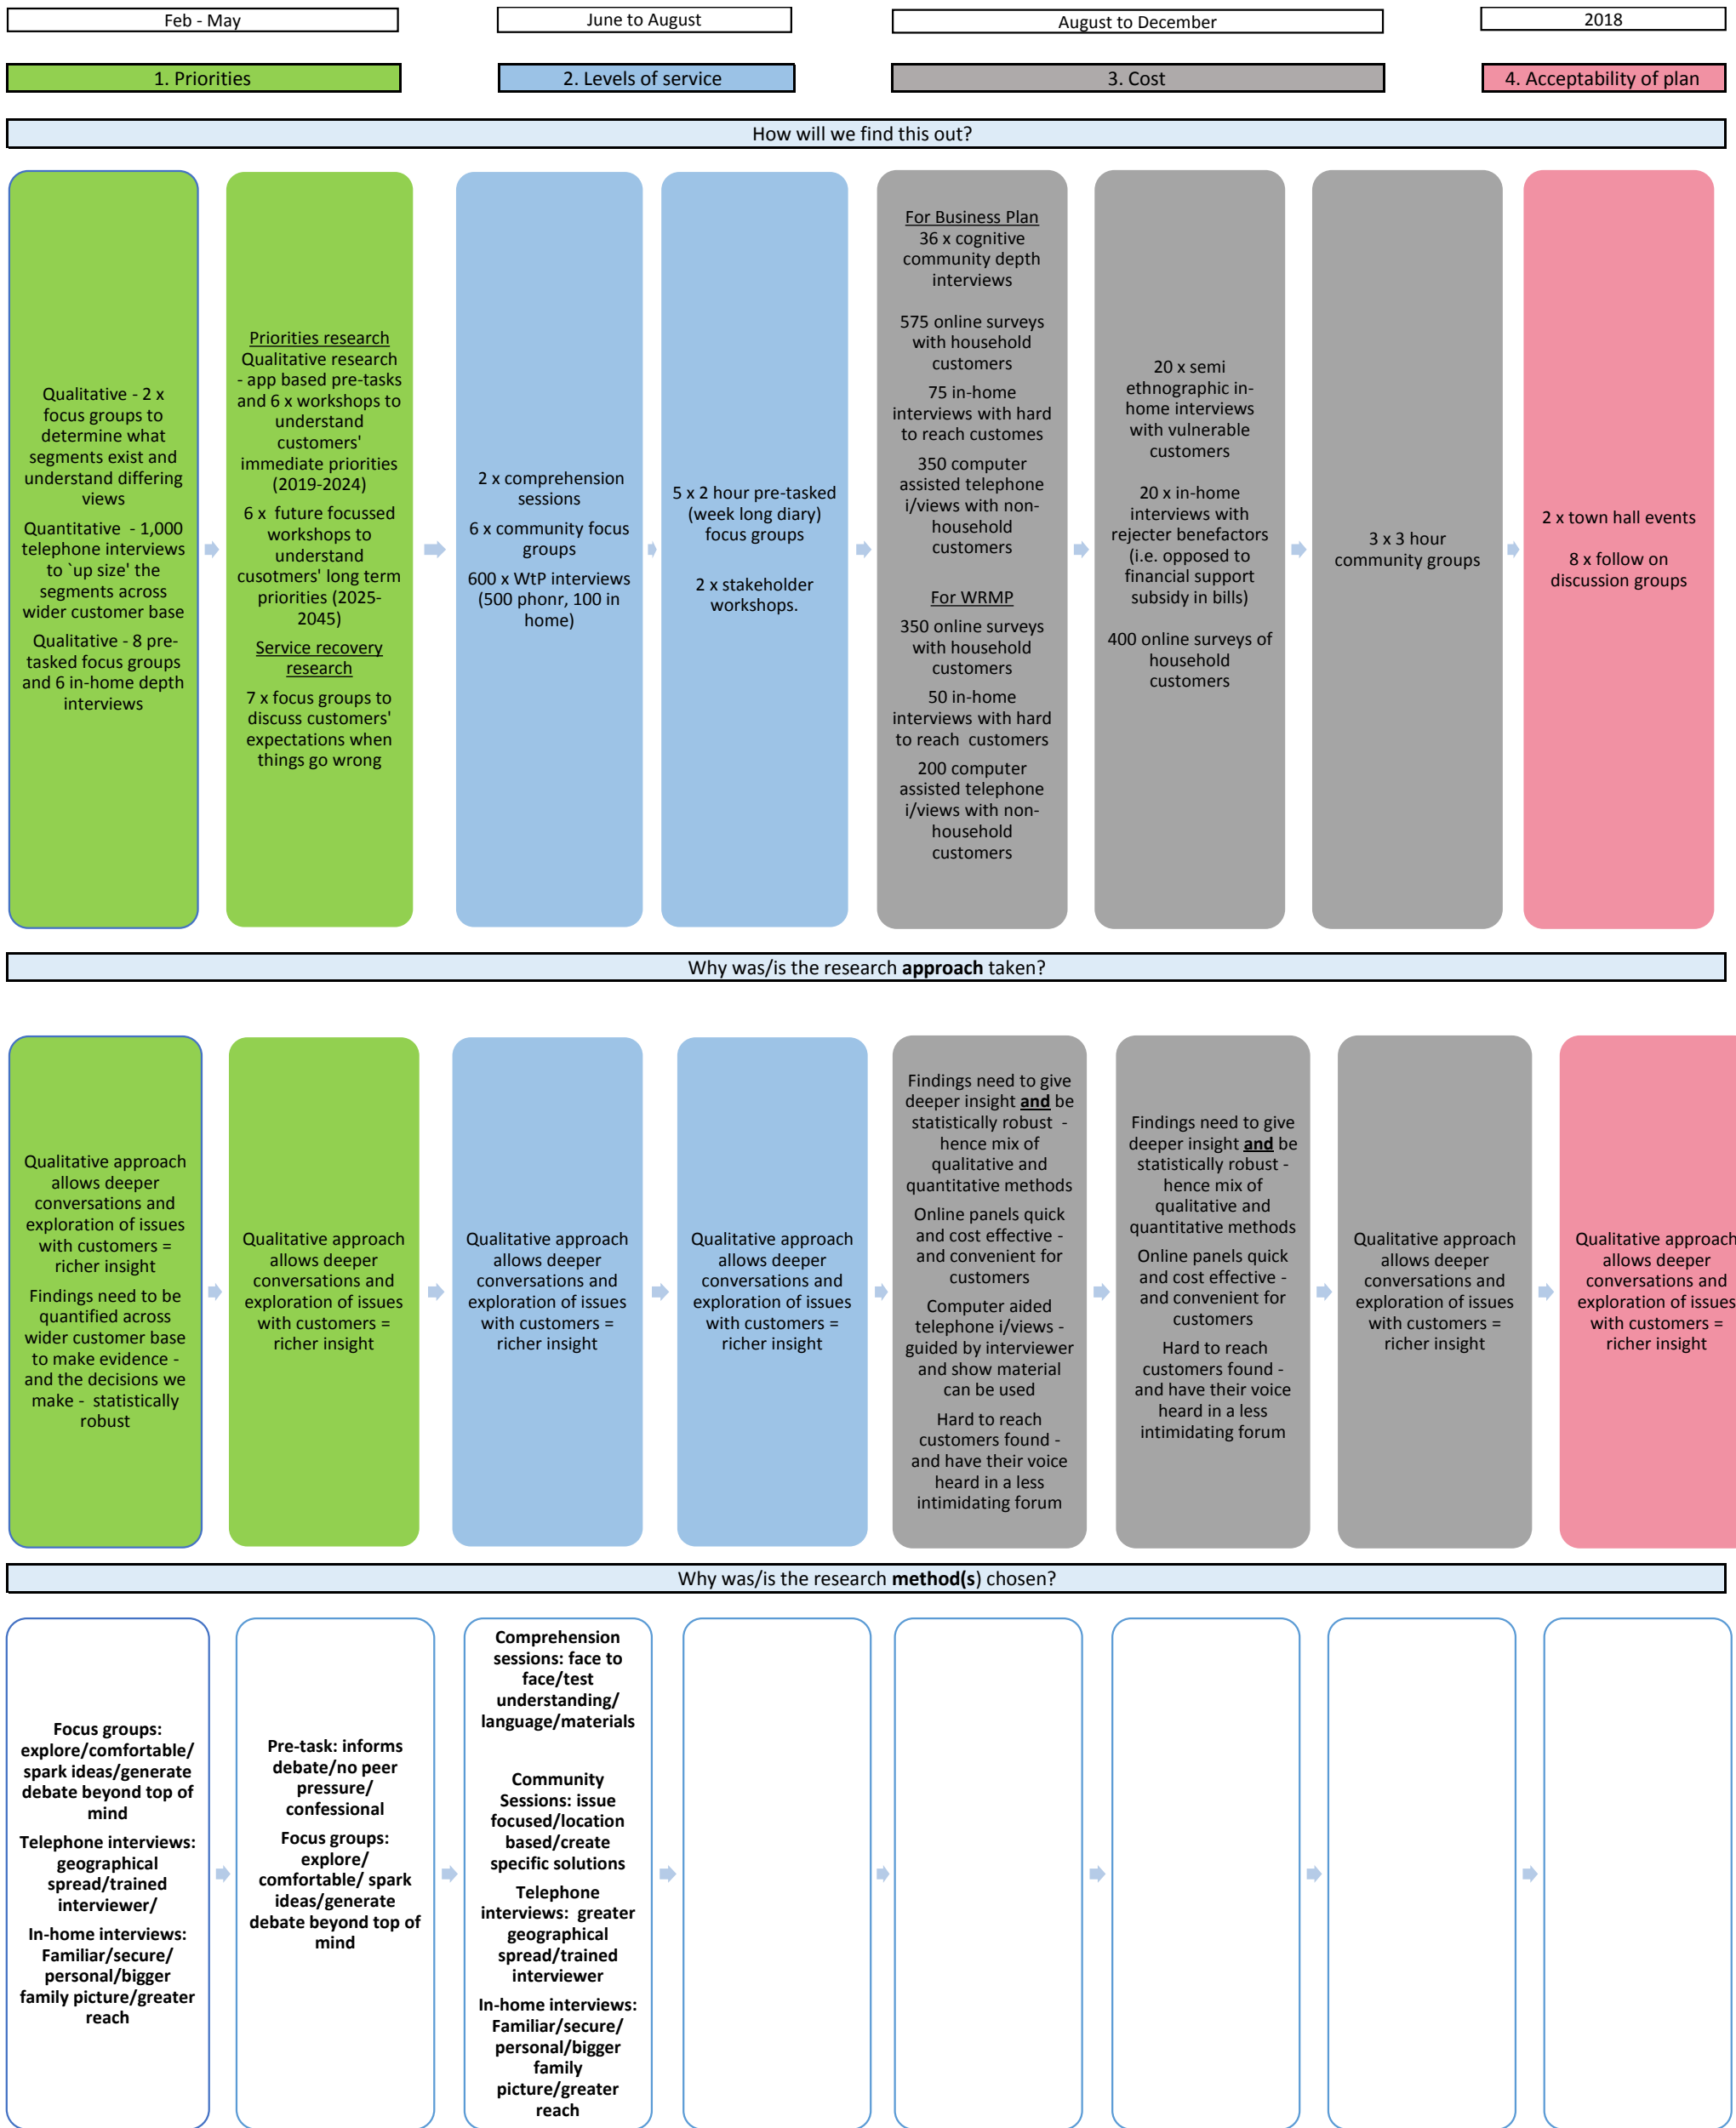 Feb - May
June to August
August to December
2018
1. Priorities
2. Levels of service
3. Cost
4. Acceptability of plan
How will we find this out?
Qualitative - 2 x
focus groups to
determine what
segments exist and
understand differing
views
Quantitative - 1,000
telephone interviews
to `up size' the
segments across
wider customer base
Qualitative - 8 pre-
tasked focus groups
and 6 in-home depth
interviews
Priorities research
Qualitative research
- app based pre-tasks
and 6 x workshops to
understand
customers'
immediate priorities
(2019-2024)
6 x future focussed
workshops to
understand
cusotmers' long term
priorities (2025-
2045)
Service recovery
research
7 x focus groups to
discuss customers'
expectations when
things go wrong
2 x comprehension
sessions
6 x community focus
groups
600 x WtP interviews
(500 phonr, 100 in
home)
5 x 2 hour pre-tasked
(week long diary)
focus groups
2 x stakeholder
workshops.
For Business Plan
36 x cognitive
community depth
interviews
575 online surveys
with household
customers
75 in-home
interviews with hard
to reach customes
350 computer
assisted telephone
i/views with non-
household
customers
For WRMP
350 online surveys
with household
customers
50 in-home
interviews with hard
to reach customers
200 computer
assisted telephone
i/views with non-
household
customers
20 x semi
ethnographic in-
home interviews
with vulnerable
customers
20 x in-home
interviews with
rejecter benefactors
(i.e. opposed to
financial support
subsidy in bills)
400 online surveys of
household
customers
3 x 3 hour
community groups
2 x town hall events
8 x follow on
discussion groups
Why was/is the research approach taken?
Qualitative approach
allows deeper
conversations and
exploration of issues
with customers =
richer insight
Findings need to be
quantified across
wider customer base
to make evidence -
and the decisions we
make - statistically
robust
Qualitative approach
allows deeper
conversations and
exploration of issues
with customers =
richer insight
Qualitative approach
allows deeper
conversations and
exploration of issues
with customers =
richer insight
Qualitative approach
allows deeper
conversations and
exploration of issues
with customers =
richer insight
Findings need to give
deeper insight and be
statistically robust -
hence mix of
qualitative and
quantitative methods
Online panels quick
and cost effective -
and convenient for
customers
Computer aided
telephone i/views -
guided by interviewer
and show material
can be used
Hard to reach
customers found -
and have their voice
heard in a less
intimidating forum
Findings need to give
deeper insight and be
statistically robust -
hence mix of
qualitative and
quantitative methods
Online panels quick
and cost effective -
and convenient for
customers
Hard to reach
customers found -
and have their voice
heard in a less
intimidating forum
Qualitative approach
allows deeper
conversations and
exploration of issues
with customers =
richer insight
Qualitative approach
allows deeper
conversations and
exploration of issues
with customers =
richer insight
Why was/is the research method(s) chosen?
Focus groups:
explore/comfortable/
spark ideas/generate
debate beyond top of
mind
Telephone interviews:
geographical
spread/trained
interviewer/
In-home interviews:
Familiar/secure/
personal/bigger
family picture/greater
reach
Pre-task: informs
debate/no peer
pressure/
confessional
Focus groups:
explore/
comfortable/ spark
ideas/generate
debate beyond top of
mind
Comprehension
sessions: face to
face/test
understanding/
language/materials
Community
Sessions: issue
focused/location
based/create
specific solutions
Telephone
interviews: greater
geographical
spread/trained
interviewer
In-home interviews:
Familiar/secure/
personal/bigger
family
picture/greater
reach